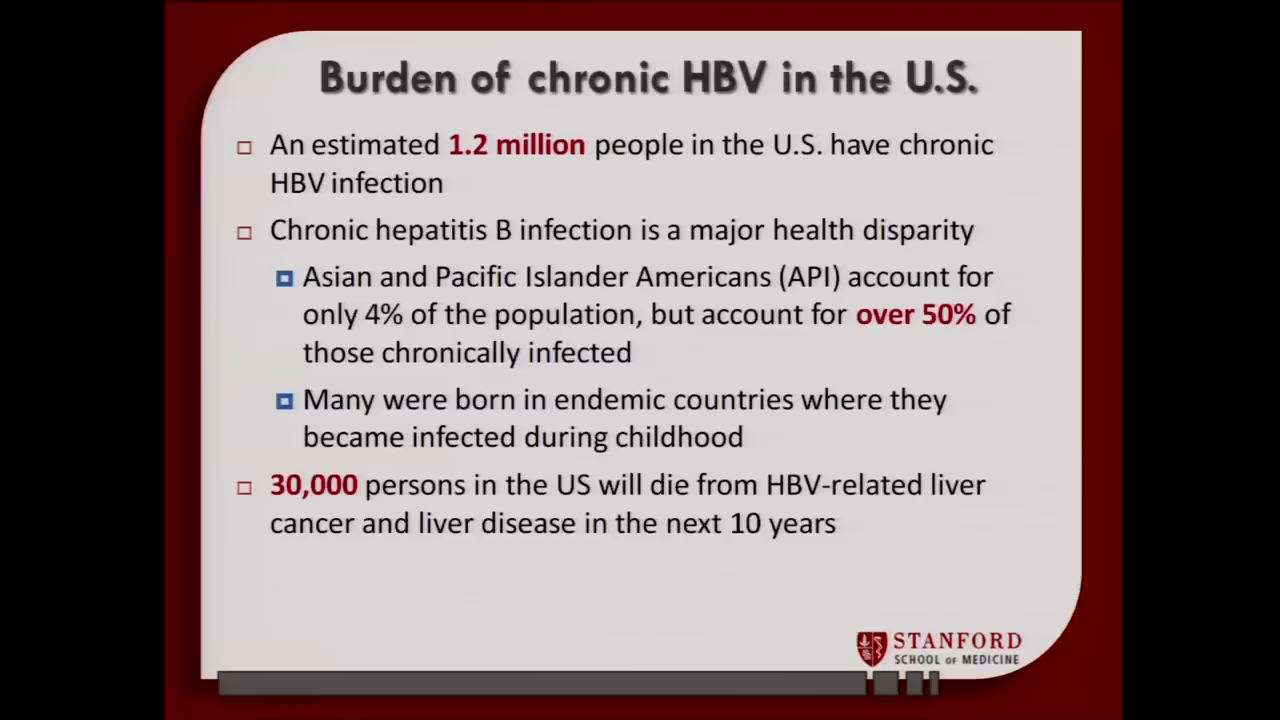 Burden of chronic HBV in the U.S.
An estimated 1.2 million people in the U.S. have chronic
HBV infection
Chronic hepatitis B infection is a major health disparity
Asian and Pacific Islander Americans (API) account for
only 4% of the population, but account for over 50% of
those chronically infected
Many were born in endemic countries where they
became infected during childhood
30,000 persons in the US will die from HBV-related liver
cancer and liver disease in the next 10 years
STANFORD
SCHOOL OF MEDICINE